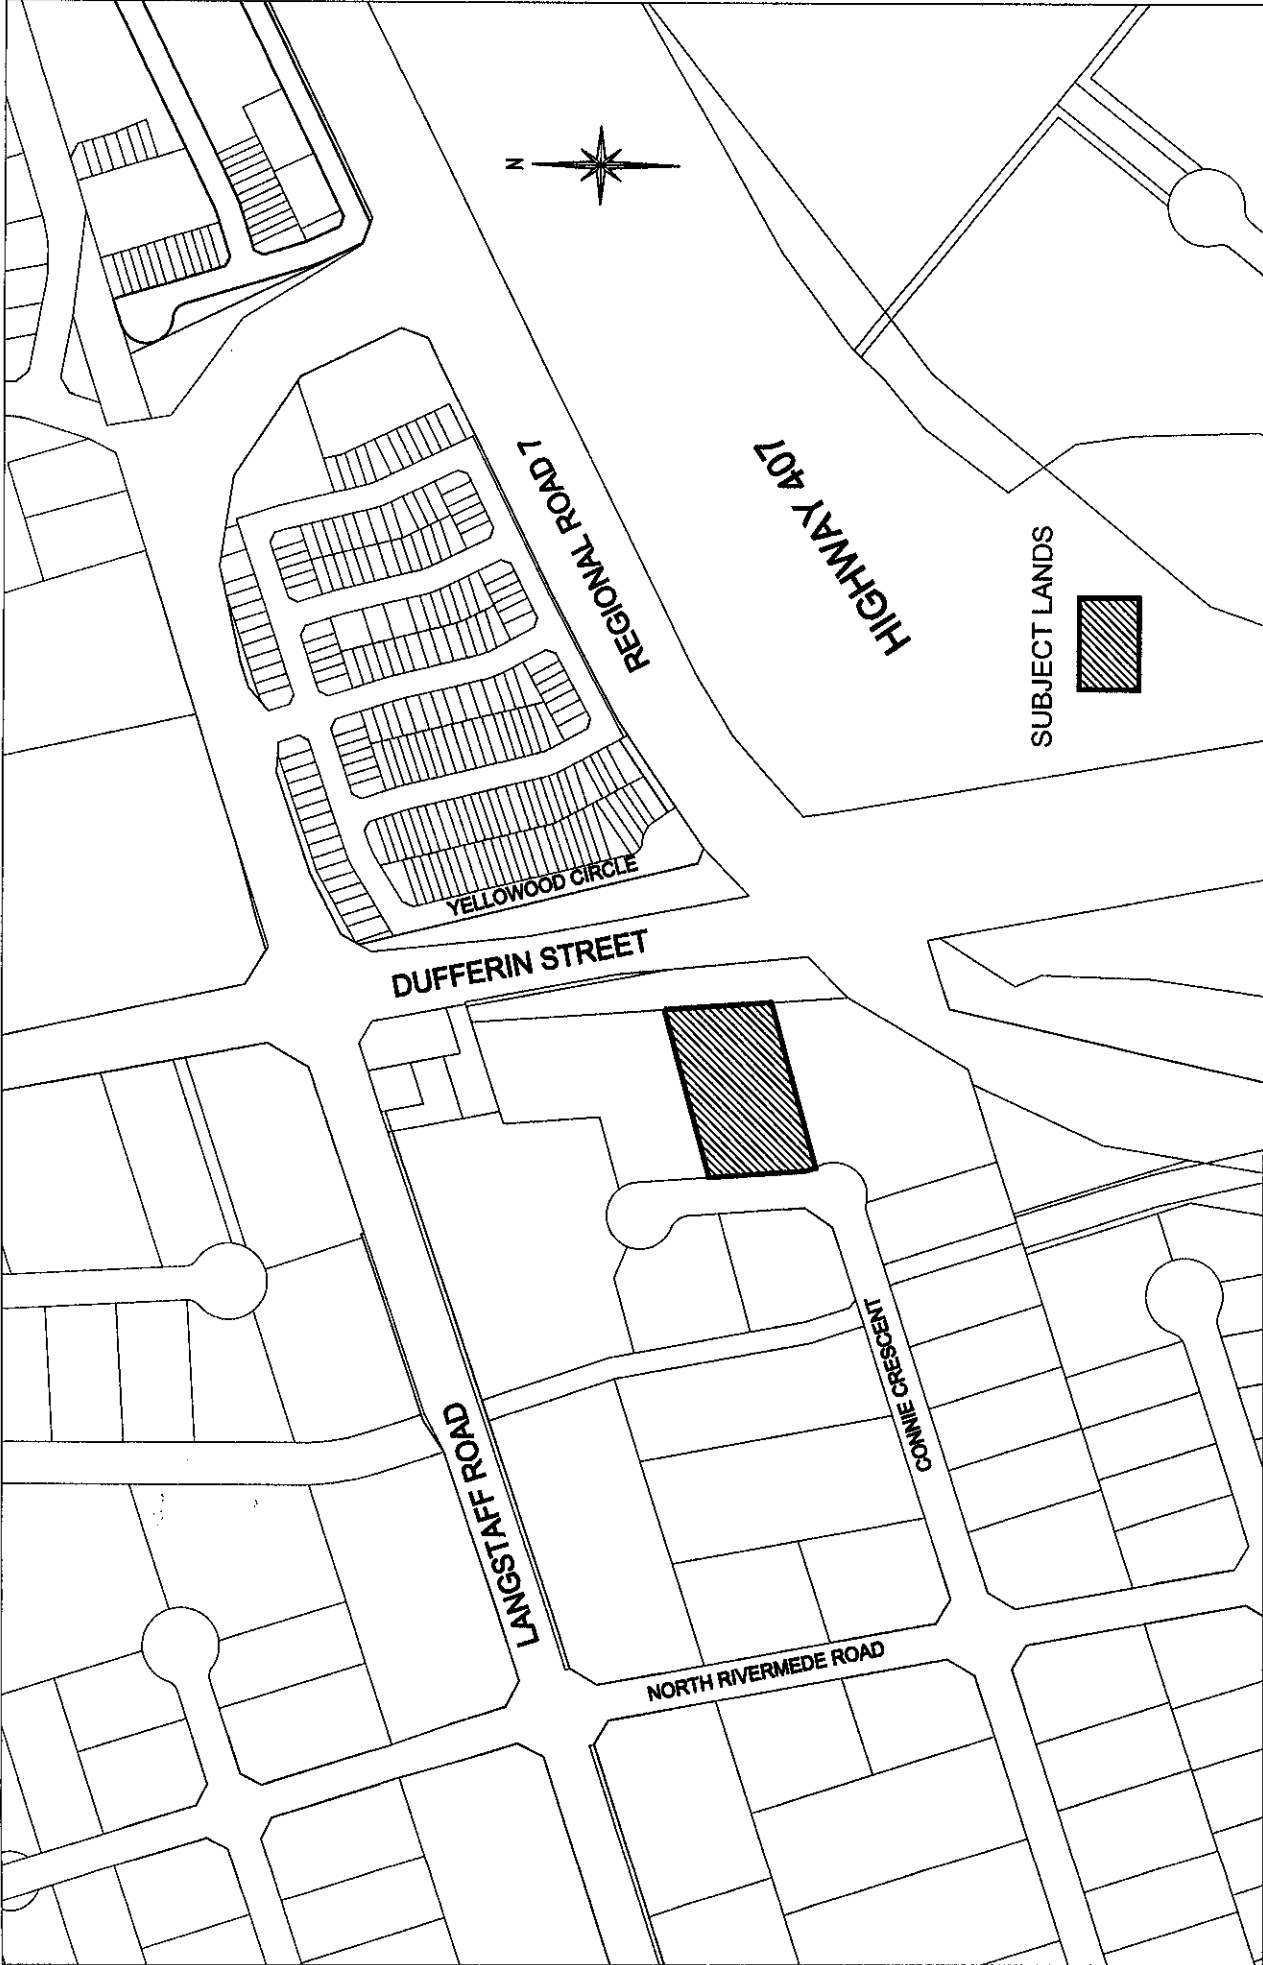 N
REGIONAL ROAD 7
HIGHWAY 407
SUBJECT LANDS
YELLOWOOD CIRCLE
DUFFERIN STREET
CONNIE CRESCENT
LANGSTAFF ROAD
NORTH RIVERMEDE ROAD